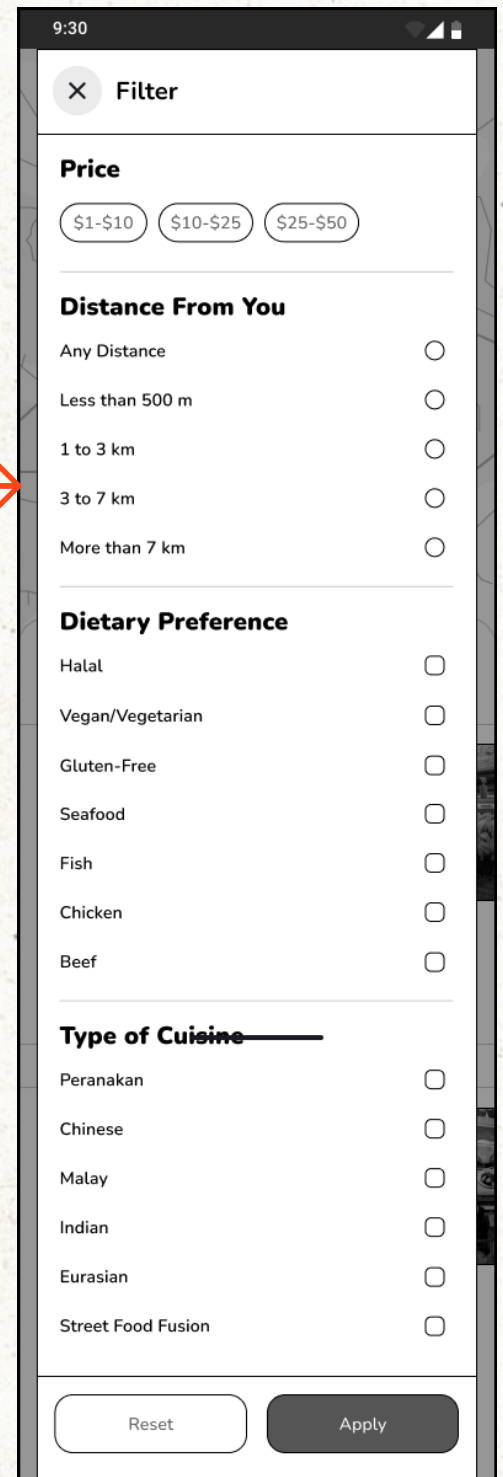 9:30
Filter
Price
$1-$10 $10-$25 $25-$50
Distance From You
Any Distance
Less than 500 m
1 to 3 km
3 to 7 km
More than 7 km
Dietary Preference
Halal
Vegan/Vegetarian
Gluten-Free
Seafood
Fish
Chicken
Beef
Type of Cuisine
Peranakan
Chinese
Malay
Indian
Eurasian
Street Food Fusion
Reset Apply